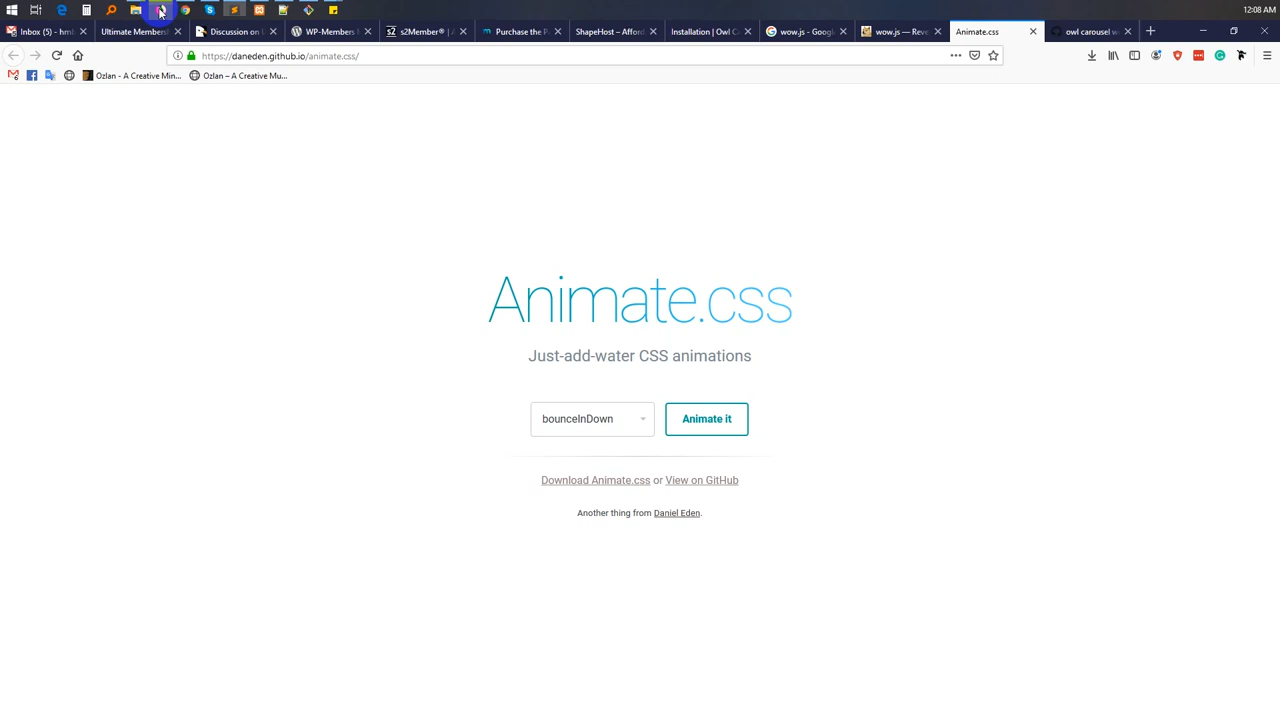 12:08 AM
Inbox (5) - hml
Ultimate Membersh
Discussion on U
WP-Members
s2Member® | A
Purchase the P
ShapeHost – Afford
Installation | Owl C
wow.js - Googl
wow.js — Reve
Animate.css
owl carousel w
https://daneden.github.io/animate.css/
Ozlan - A Creative Min...
Ozlan – A Creative Mu...
Animate.css
Just-add-water CSS animations
bounceInDown
Animate it
Download Animate.css or View on GitHub
Another thing from Daniel Eden.